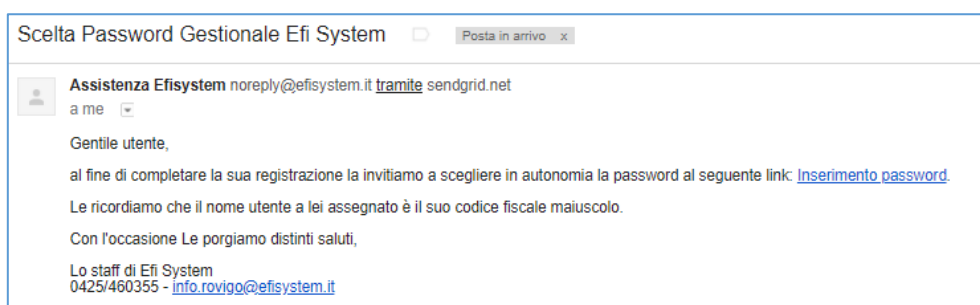 Scelta Password Gestionale Efi System Posta in arrivo x
Assistenza Efisystem noreply@efisystem.it tramite sendgrid.net
a me
Gentile utente,
al fine di completare la sua registrazione la invitiamo a scegliere in autonomia la password al seguente link: Inserimento password.
Le ricordiamo che il nome utente a lei assegnato è il suo codice fiscale maiuscolo.
Con l'occasione Le porgiamo distinti saluti,
Lo staff di Efi System
0425/460355 - info.rovigo@efisystem.it